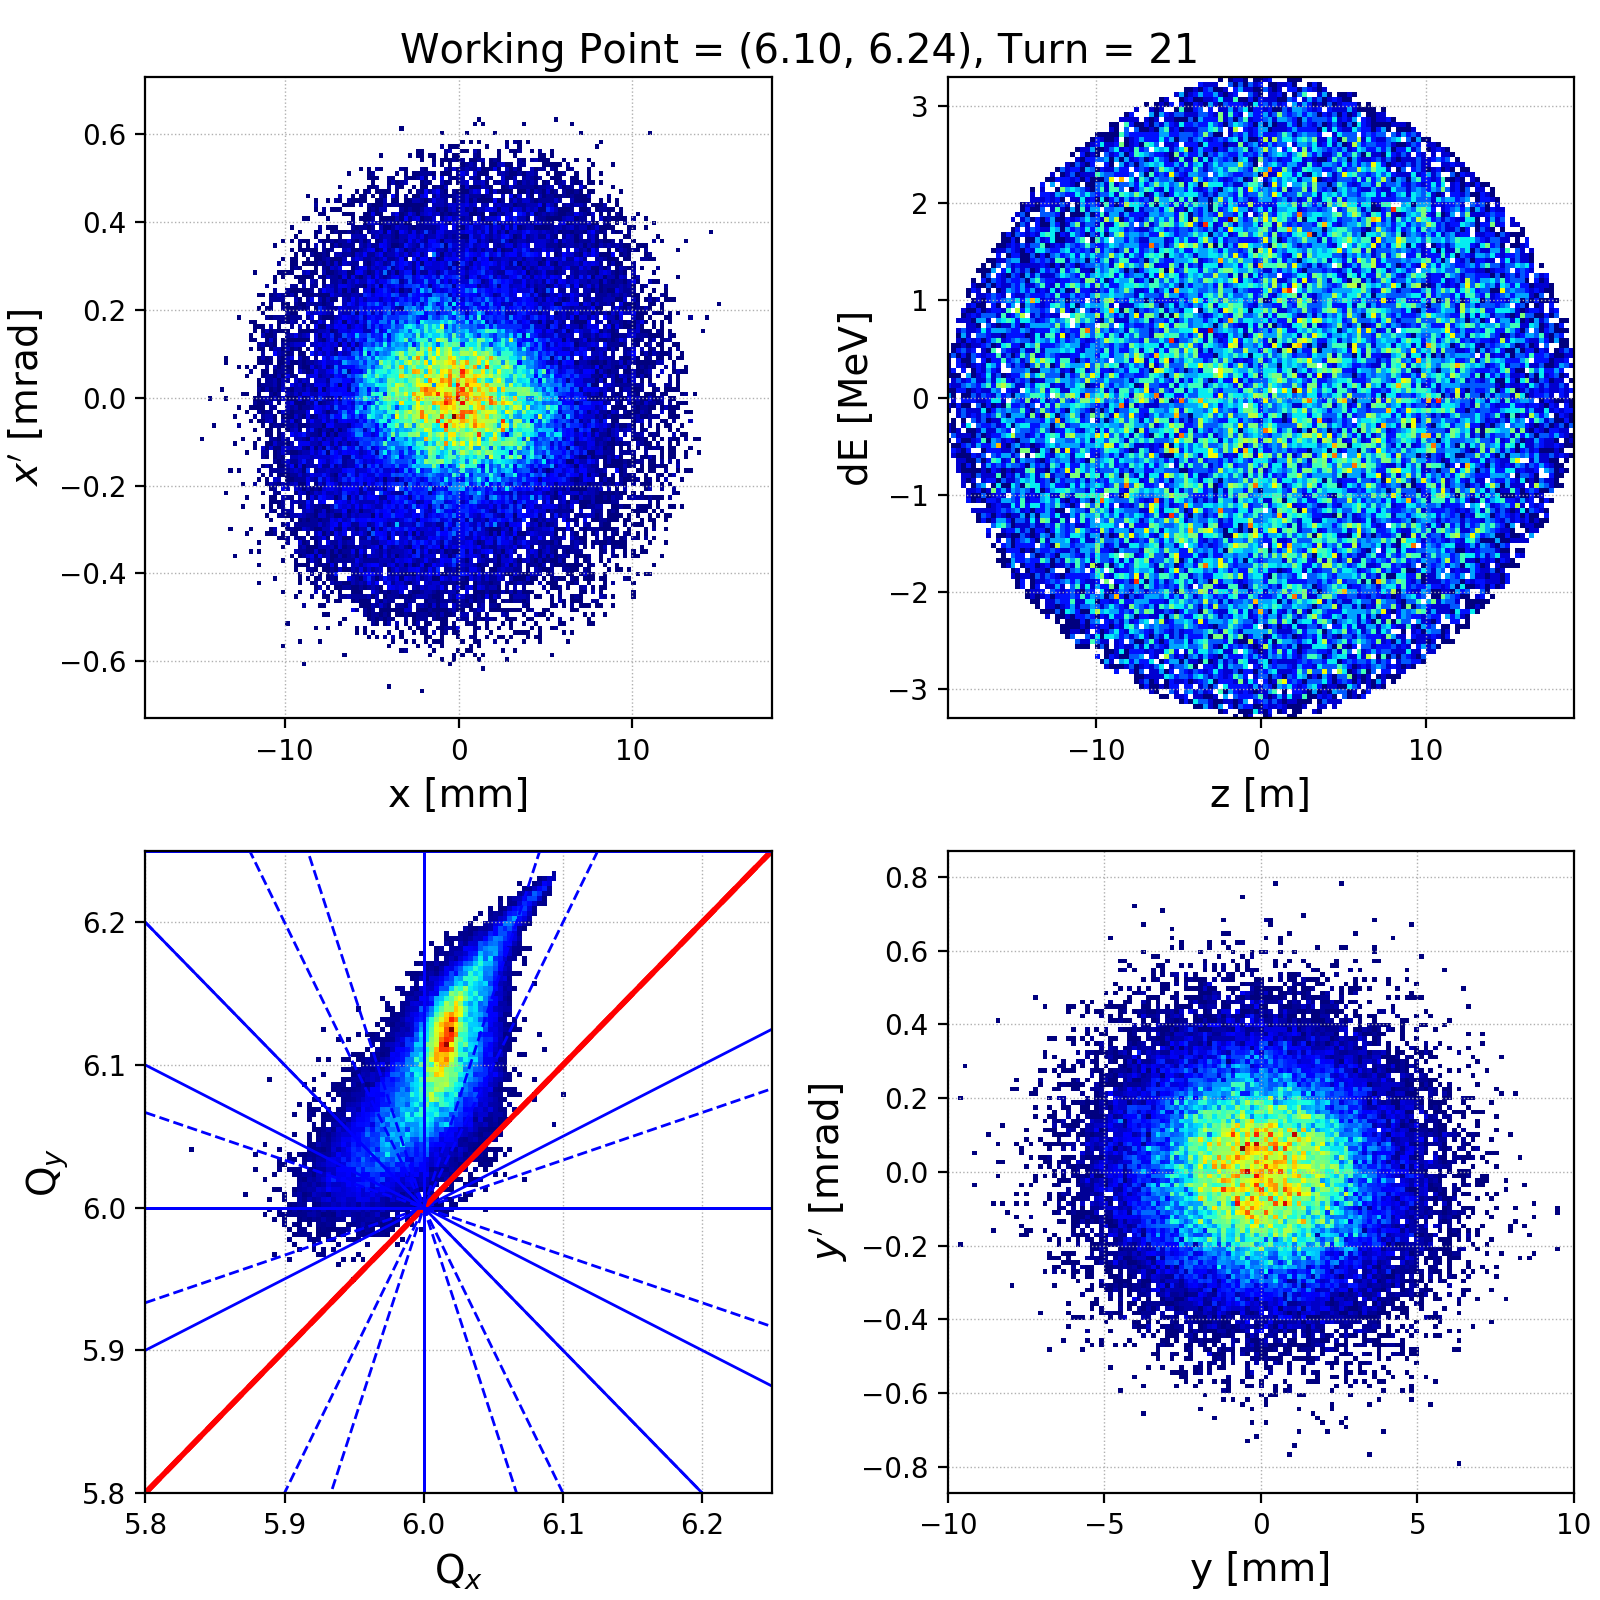 Working Point = (6.10, 6.24), Turn = 21
0.6
0.4
0.2
0.0
−0.2
−0.4
−0.6
x′ [mrad]
−10 0 10
x [mm]
3
2
1
0
−1
−2
−3
dE [MeV]
−10 0 10
z [m]
6.2
6.1
6.0
5.9
5.8
Qy
5.8 5.9 6.0 6.1 6.2
Qx
0.8
0.6
0.4
0.2
0.0
−0.2
−0.4
−0.6
−0.8
y′ [mrad]
−10 −5 0 5 10
y [mm]